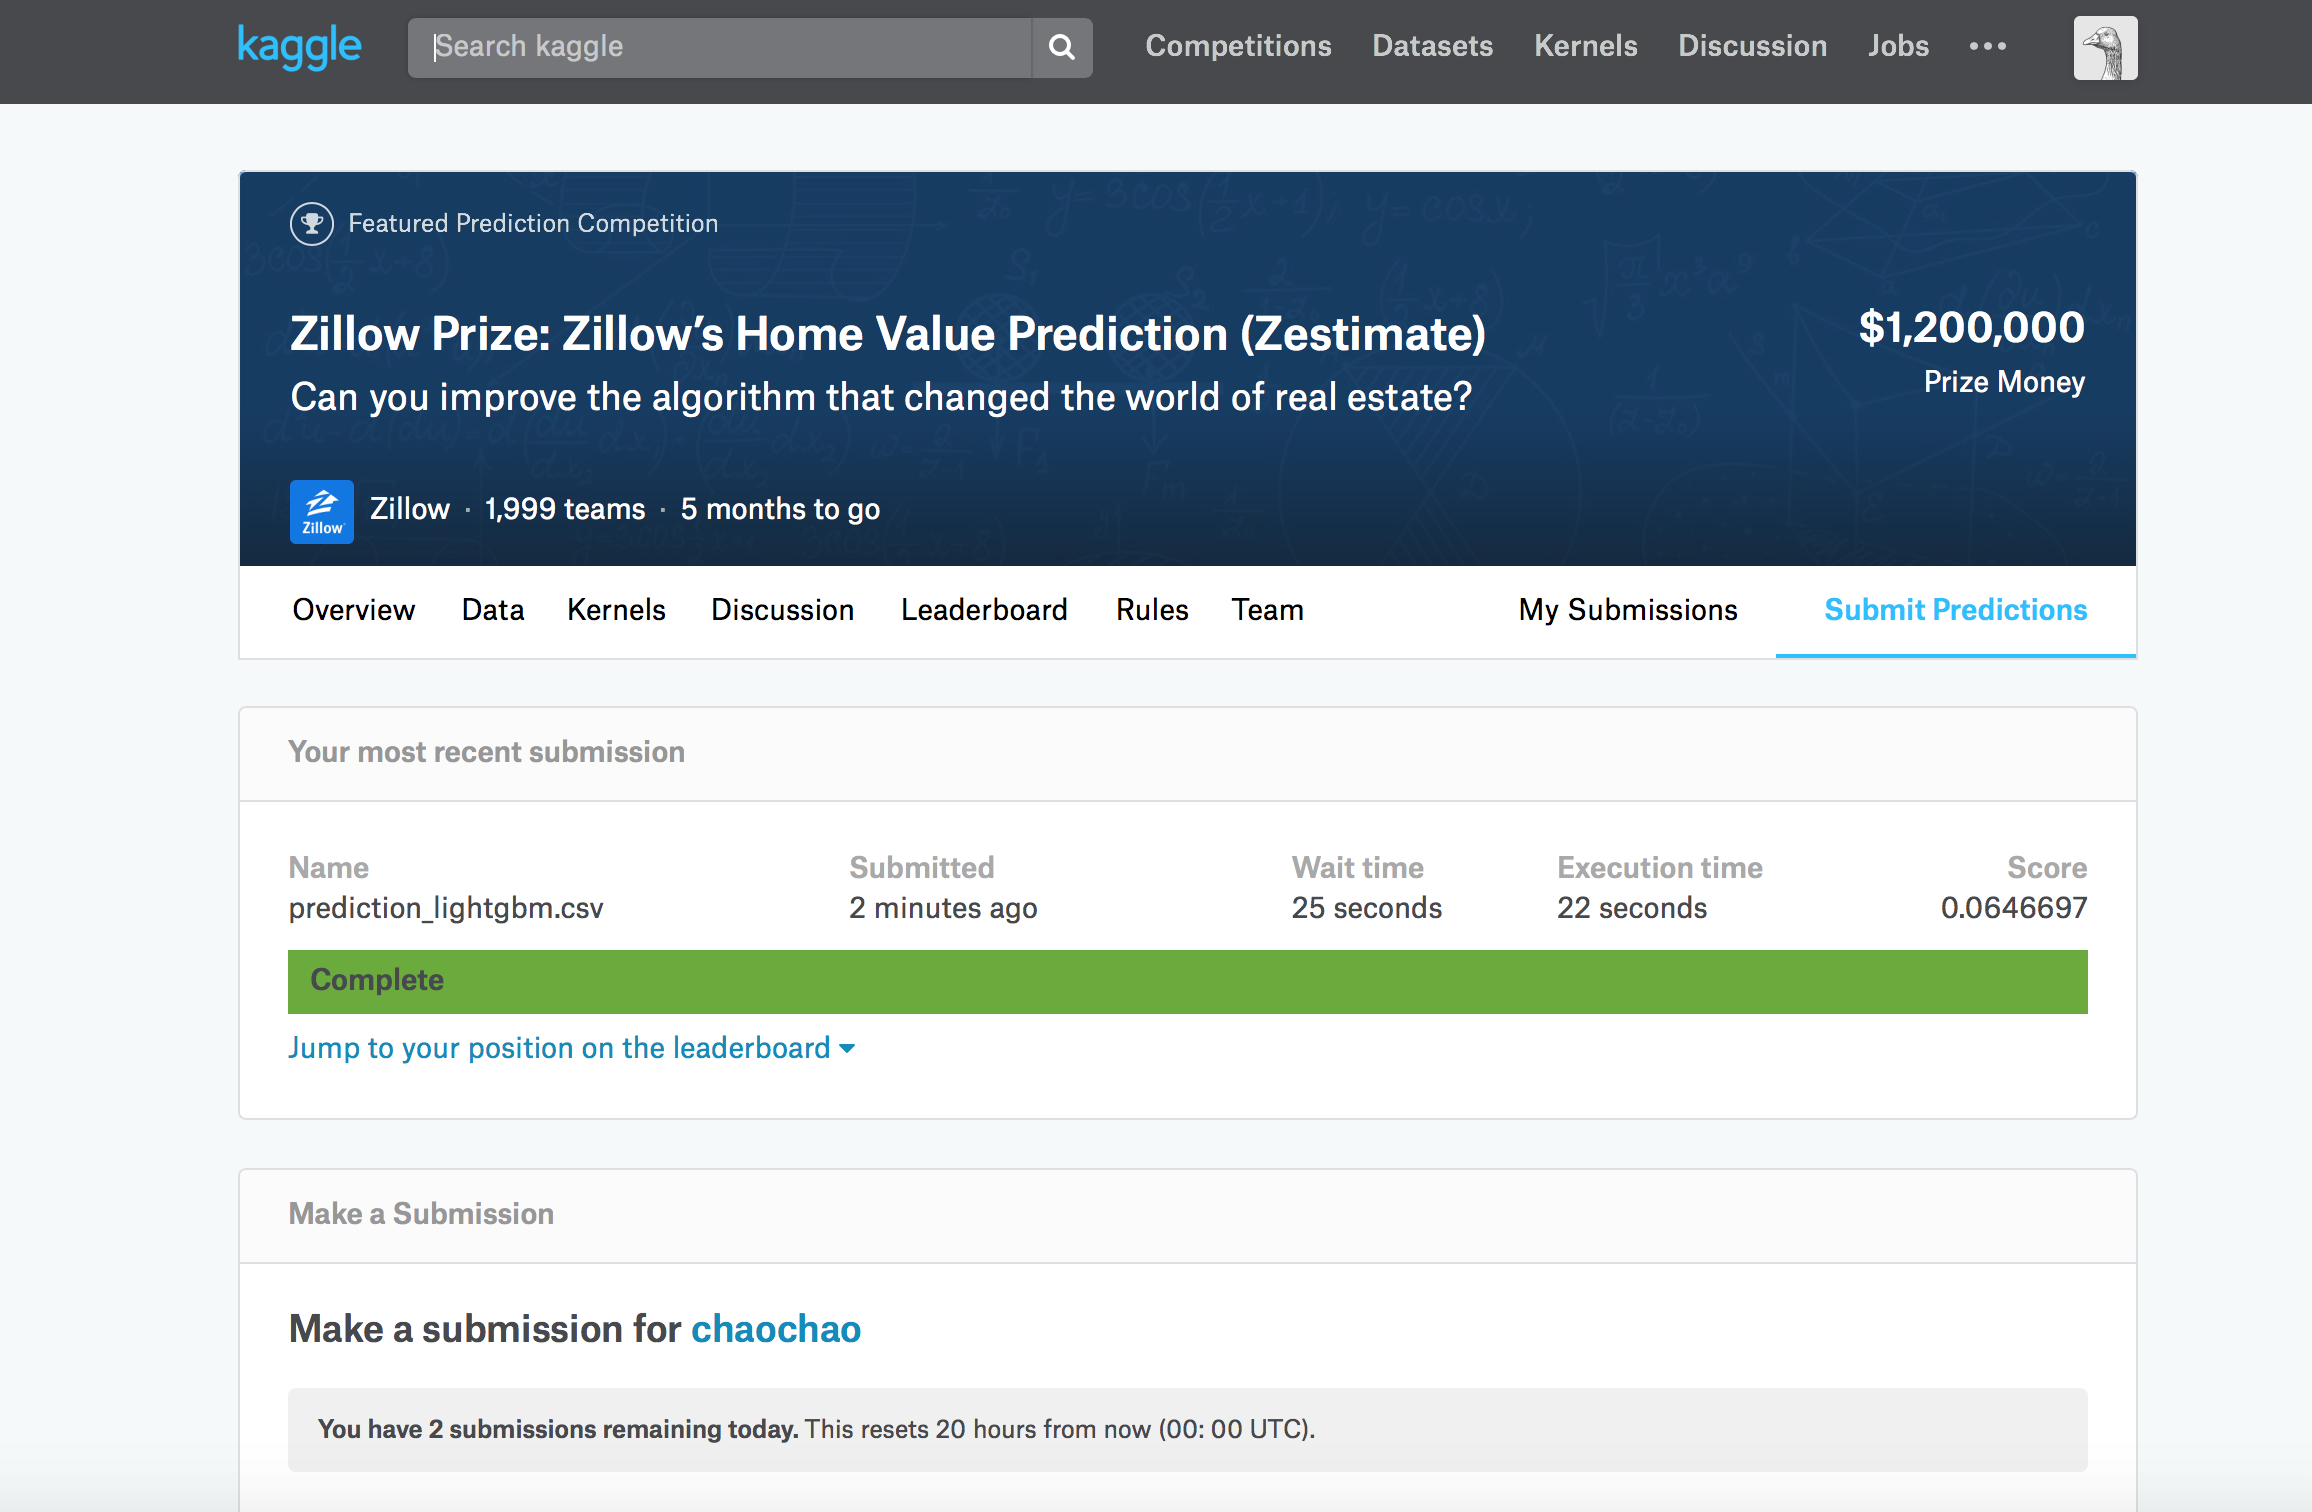 kaggle
Search kaggle
Competitions Datasets Kernels Discussion Jobs
Featured Prediction Competition
Zillow Prize: Zillow’s Home Value Prediction (Zestimate)
$1,200,000
Can you improve the algorithm that changed the world of real estate?
Prize Money
Zillow
Zillow · 1,999 teams · 5 months to go
Overview Data Kernels Discussion Leaderboard Rules Team My Submissions Submit Predictions
Your most recent submission
Name Submitted Wait time Execution time Score
prediction_lightgbm.csv 2 minutes ago 25 seconds 22 seconds 0.0646697
Complete
Jump to your position on the leaderboard
Make a Submission
Make a submission for chaochao
You have 2 submissions remaining today. This resets 20 hours from now (00: 00 UTC).